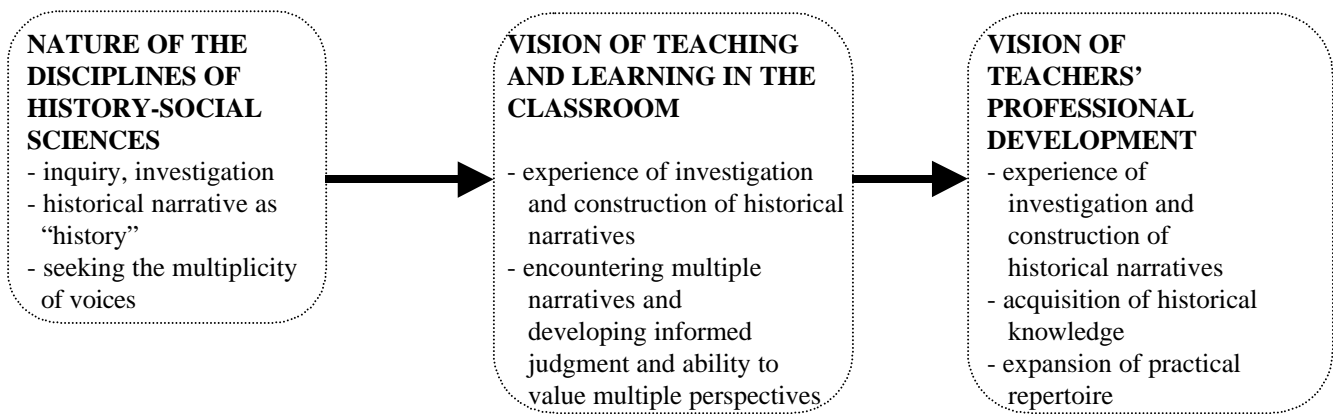 NATURE OF THE
DISCIPLINES OF
HISTORY-SOCIAL
SCIENCES
- inquiry, investigation
- historical narrative as
“history”
- seeking the multiplicity
of voices
VISION OF TEACHING
AND LEARNING IN THE
CLASSROOM
- experience of investigation
and construction of historical
narratives
- encountering multiple
narratives and
developing informed
judgment and ability to
value multiple perspectives
VISION OF
TEACHERS’
PROFESSIONAL
DEVELOPMENT
- experience of
investigation and
construction of
historical narratives
- acquisition of historical
knowledge
- expansion of practical
repertoire